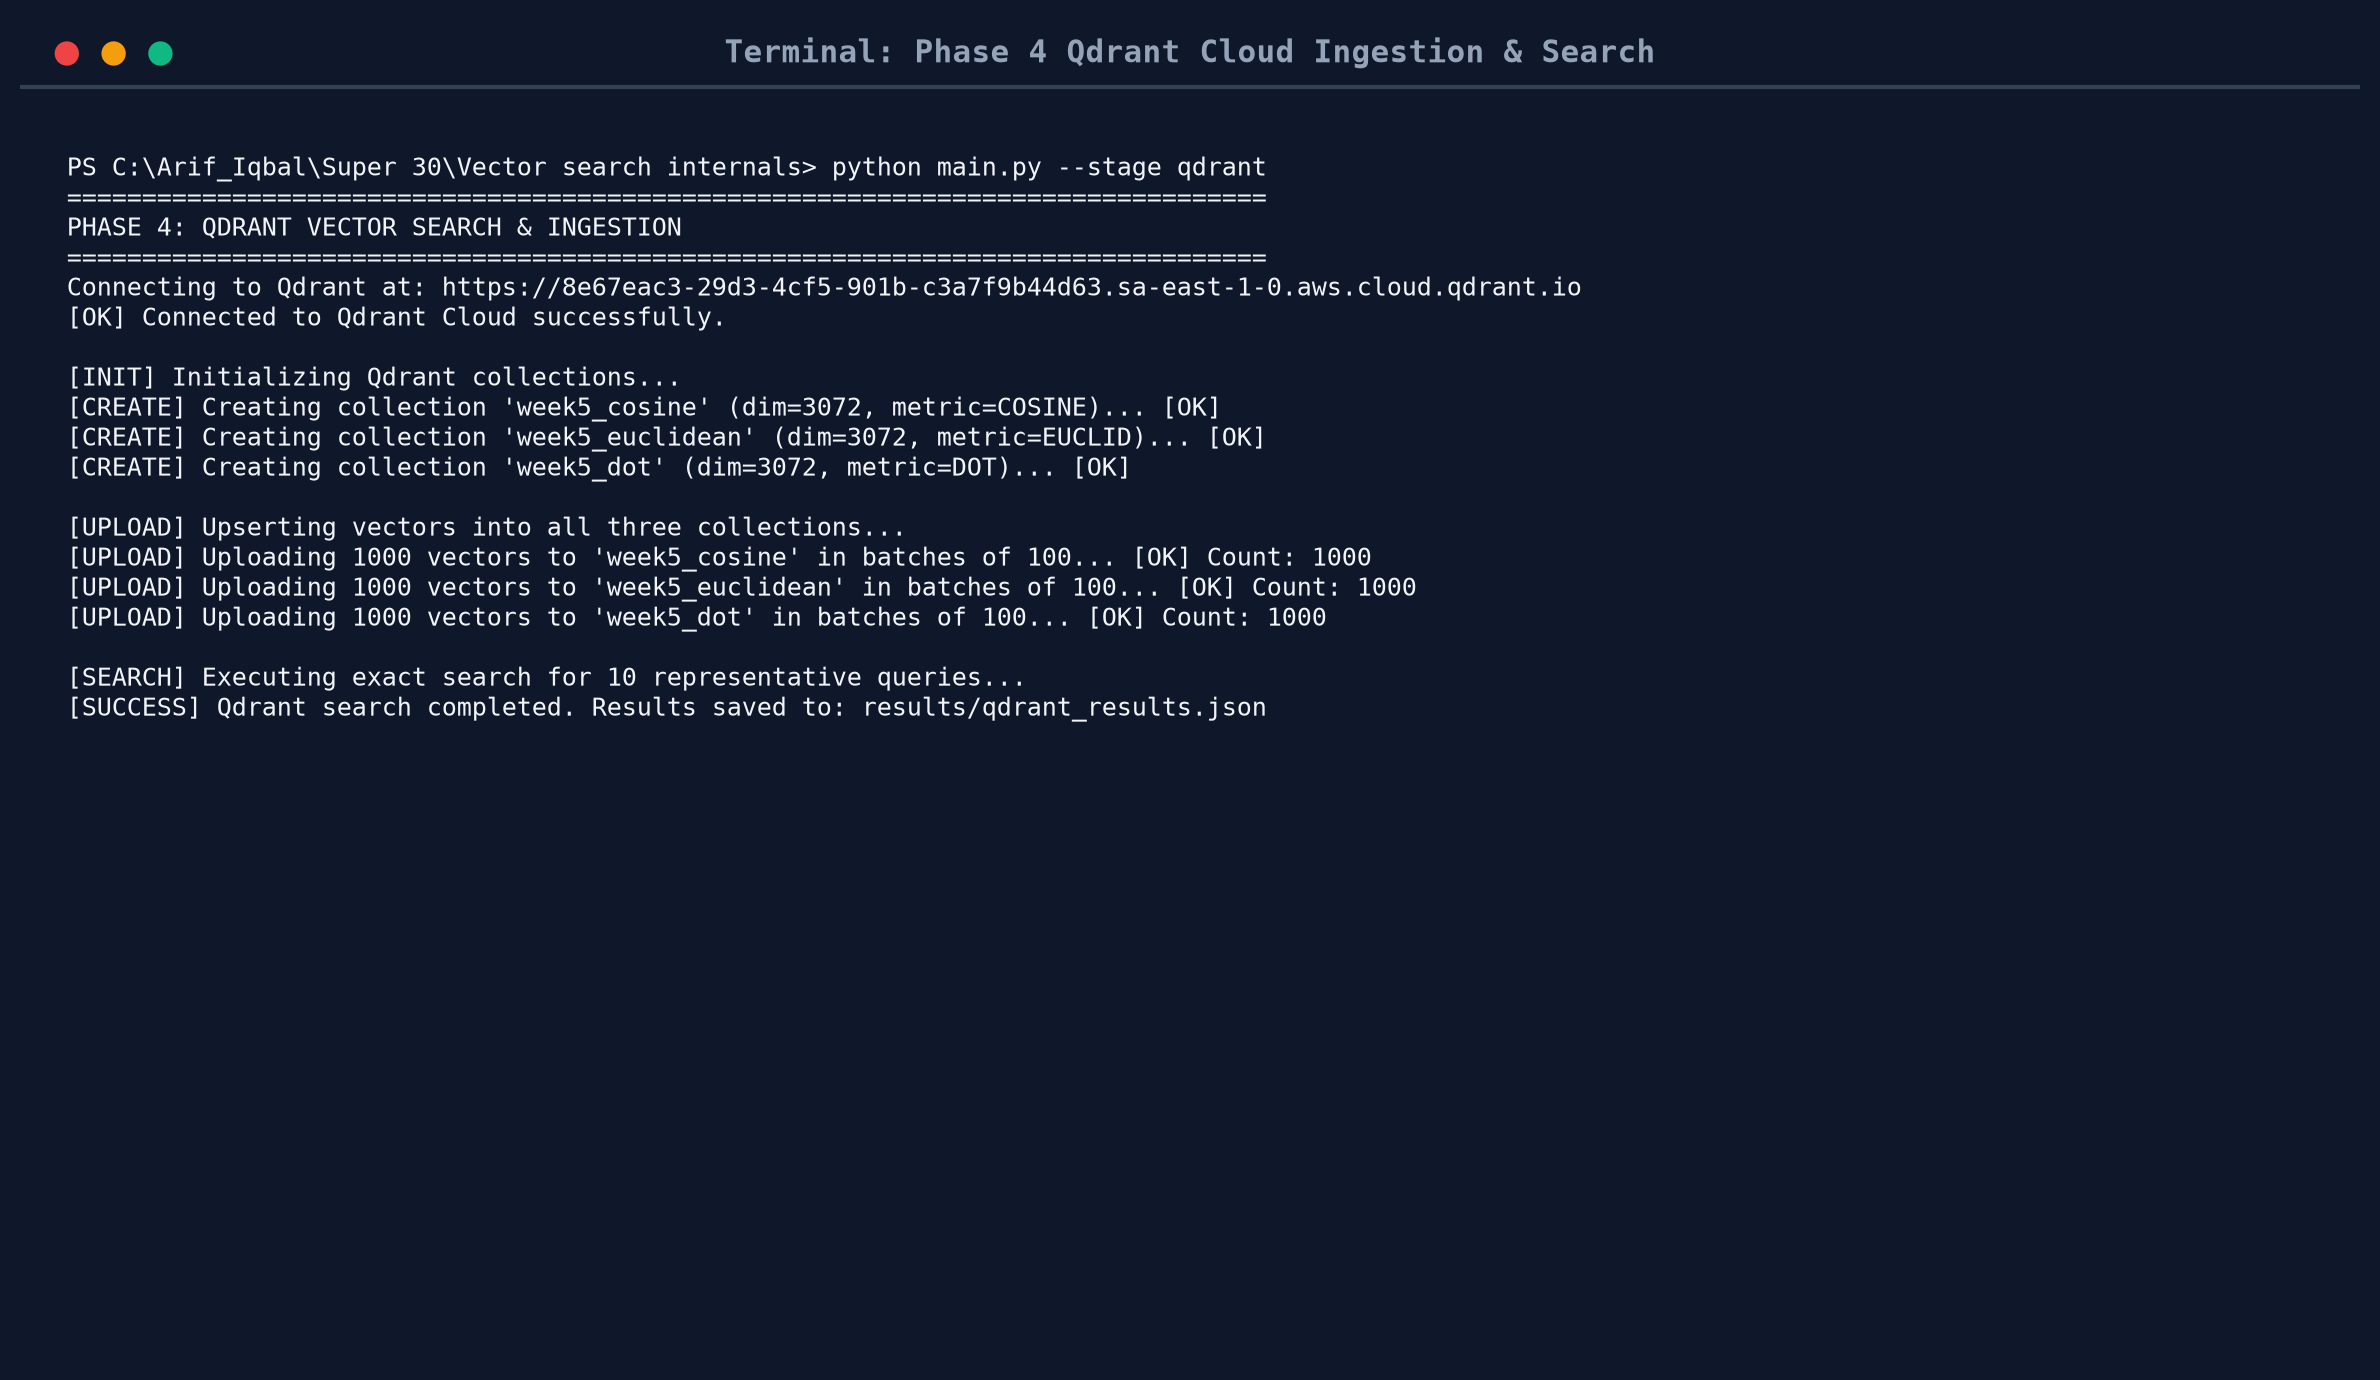 Terminal: Phase 4 Qdrant Cloud Ingestion & Search
PS C:\Arif_Iqbal\Super 30\Vector search internals> python main.py --stage qdrant
================================================================================
PHASE 4: QDRANT VECTOR SEARCH & INGESTION
================================================================================
Connecting to Qdrant at: https://8e67eac3-29d3-4cf5-901b-c3a7f9b44d63.sa-east-1-0.aws.cloud.qdrant.io
[OK] Connected to Qdrant Cloud successfully.
[INIT] Initializing Qdrant collections...
[CREATE] Creating collection 'week5_cosine' (dim=3072, metric=COSINE)... [OK]
[CREATE] Creating collection 'week5_euclidean' (dim=3072, metric=EUCLID)... [OK]
[CREATE] Creating collection 'week5_dot' (dim=3072, metric=DOT)... [OK]
[UPLOAD] Upserting vectors into all three collections...
[UPLOAD] Uploading 1000 vectors to 'week5_cosine' in batches of 100... [OK] Count: 1000
[UPLOAD] Uploading 1000 vectors to 'week5_euclidean' in batches of 100... [OK] Count: 1000
[UPLOAD] Uploading 1000 vectors to 'week5_dot' in batches of 100... [OK] Count: 1000
[SEARCH] Executing exact search for 10 representative queries...
[SUCCESS] Qdrant search completed. Results saved to: results/qdrant_results.json